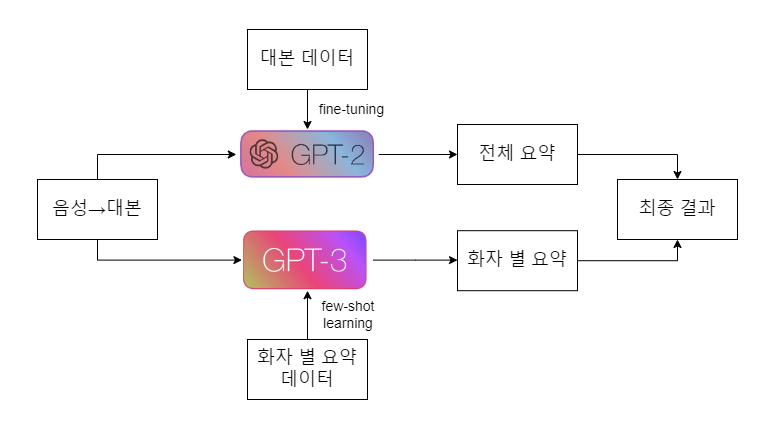 대본 데이터
fine-tuning
GPT-2
전체 요약
음성→대본
최종 결과
GPT-3
화자 별 요약
few-shot
learning
화자 별 요약
데이터